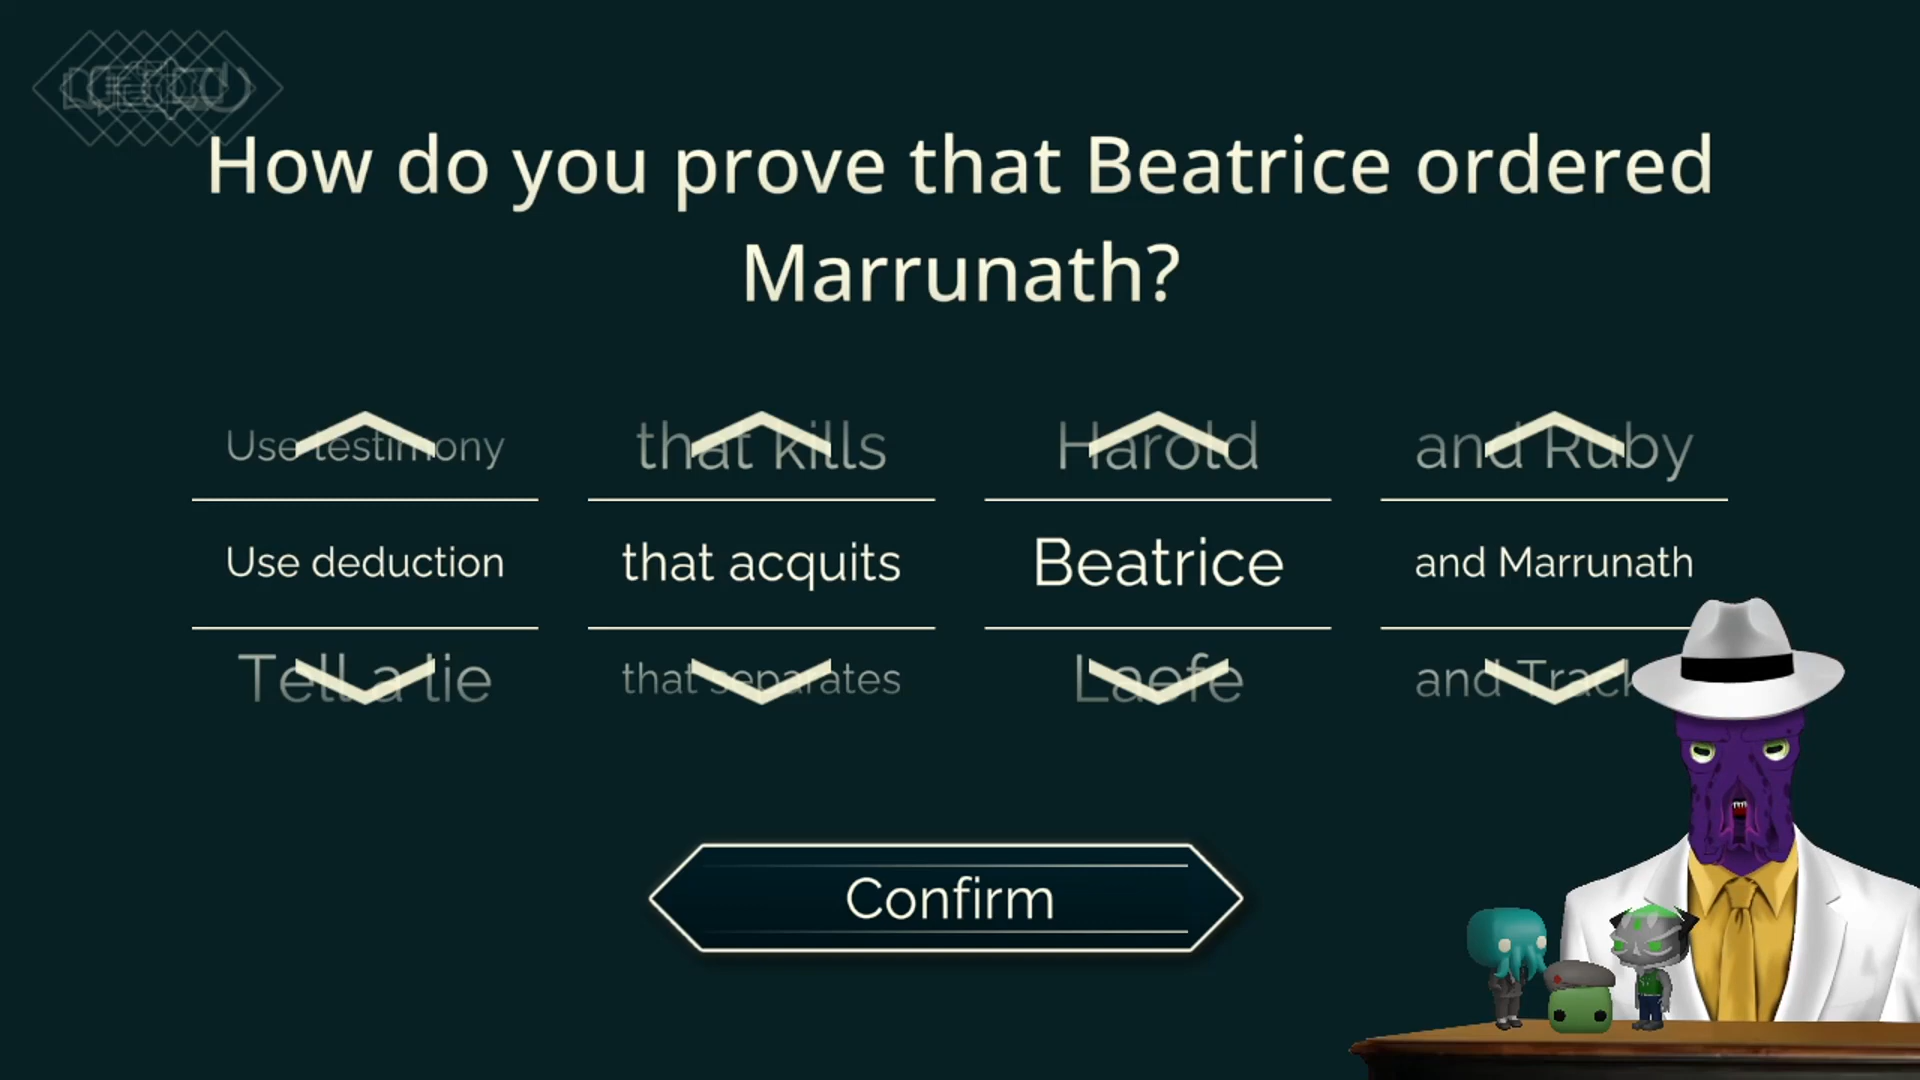 How do you prove that Beatrice ordered
Marrunath?
Use testimony that kills Harold and Ruby
Use deduction that acquits Beatrice and Marrunath
Tell a lie that separates Laefe and
Confirm